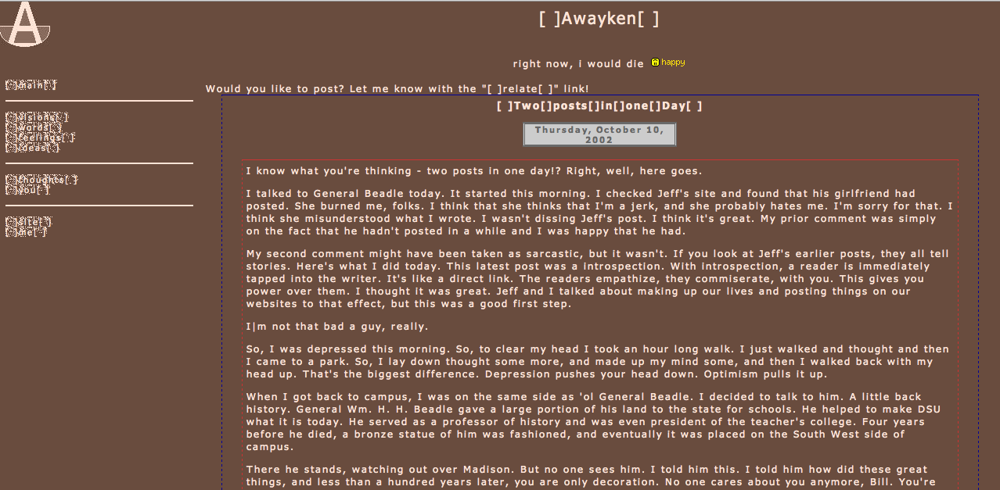 A
[ ]Awayken[ ]
right now, i would die happy
[ ]main[ ]
[ ]visions[ ]
[ ]words[ ]
[ ]feelings[ ]
[ ]ideas[ ]
[ ]thoughts[ ]
[ ]you[ ]
[ ]site[ ]
[ ]me[ ]
Would you like to post? Let me know with the "[ ]relate[ ]" link!
[ ]Two[]posts[]in[]one[]Day[ ]
Thursday, October 10,
2002
I know what you're thinking - two posts in one day!? Right, well, here goes.
I talked to General Beadle today. It started this morning. I checked Jeff's site and found that his girlfriend had
posted. She burned me, folks. I think that she thinks that I'm a jerk, and she probably hates me. I'm sorry for that. I
think she misunderstood what I wrote. I wasn't dissing Jeff's post. I think it's great. My prior comment was simply
on the fact that he hadn't posted in a while and I was happy that he had.
My second comment might have been taken as sarcastic, but it wasn't. If you look at Jeff's earlier posts, they all tell
stories. Here's what I did today. This latest post was a introspection. With introspection, a reader is immediately
tapped into the writer. It's like a direct link. The readers empathize, they commiserate, with you. This gives you
power over them. I thought it was great. Jeff and I talked about making up our lives and posting things on our
websites to that effect, but this was a good first step.
I|m not that bad a guy, really.
So, I was depressed this morning. So, to clear my head I took an hour long walk. I just walked and thought and then
I came to a park. So, I lay down thought some more, and made up my mind some, and then I walked back with my
head up. That's the biggest difference. Depression pushes your head down. Optimism pulls it up.
When I got back to campus, I was on the same side as 'ol General Beadle. I decided to talk to him. A little back
history. General Wm. H. H. Beadle gave a large portion of his land to the state for schools. He helped to make DSU
what it is today. He served as a professor of history and was even president of the teacher's college. Four years
before he died, a bronze statue of him was fashioned, and eventually it was placed on the South West side of
campus.
There he stands, watching out over Madison. But no one sees him. I told him this. I told him how did these great
things, and less than a hundred years later, you are only decoration. No one cares about you anymore, Bill. You're